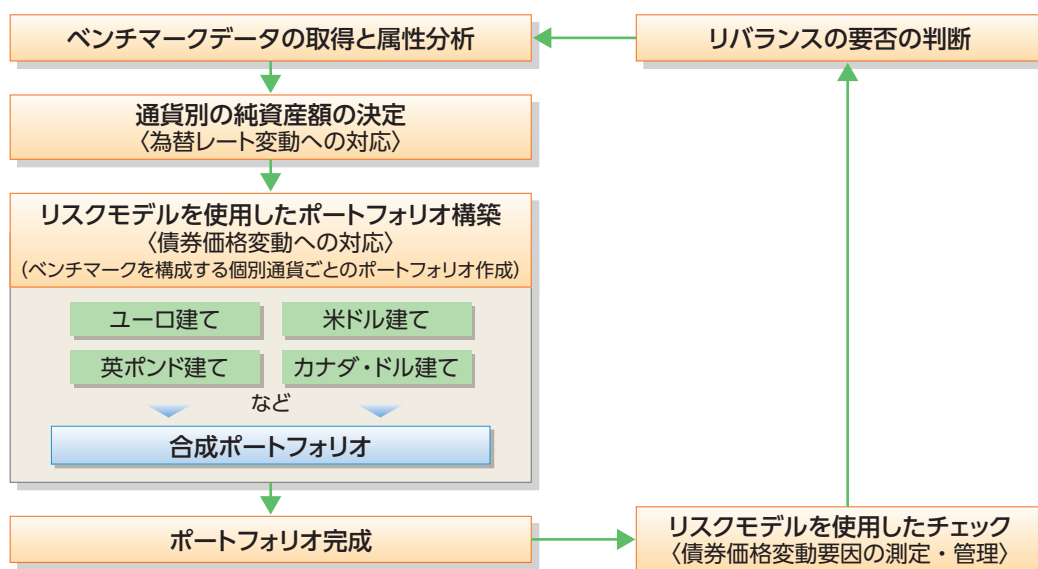 ベンチマークデータの取得と属性分析
リバランスの要否の判断
通貨別の純資産額の決定
〈為替レート変動への対応〉
リスクモデルを使用したポートフォリオ構築
〈債券価格変動への対応〉
（ベンチマークを構成する個別通貨ごとのポートフォリオ作成）
ユーロ建て
米ドル建て
英ポンド建て
カナダ・ドル建て
など
合成ポートフォリオ
ポートフォリオ完成
リスクモデルを使用したチェック
〈債券価格変動要因の測定・管理〉